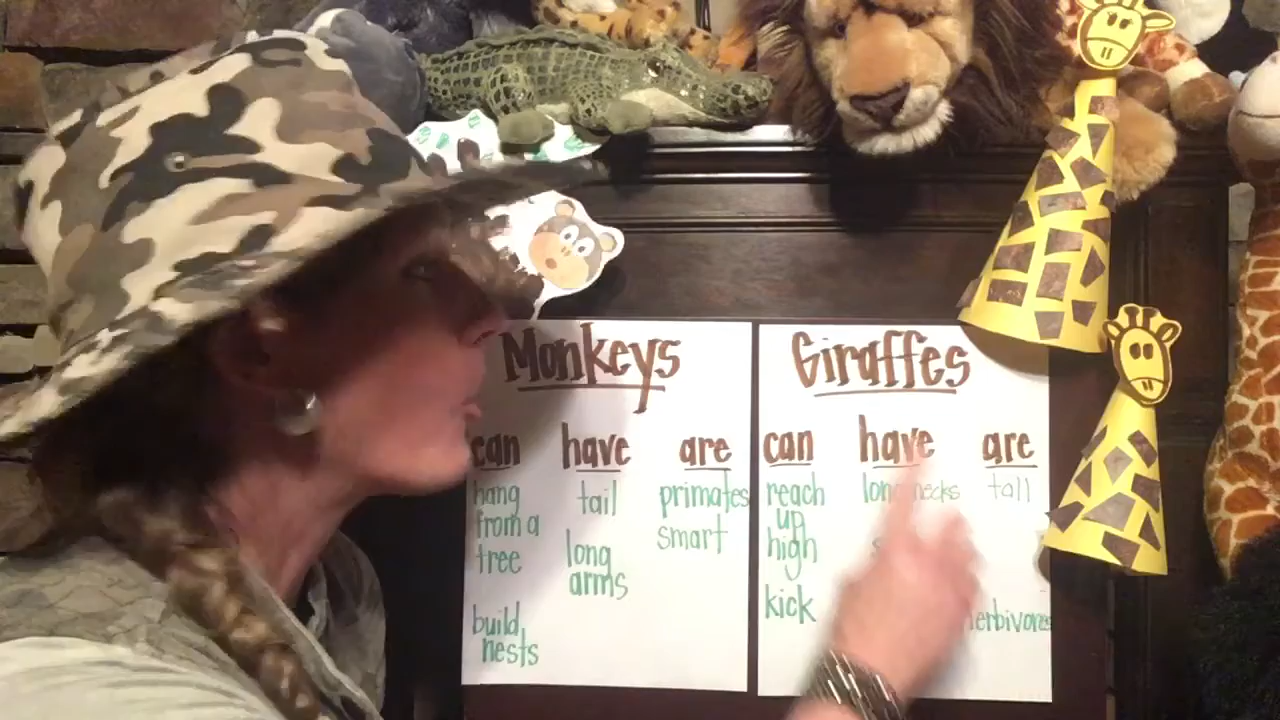 Monkeys
can
hang
from a
tree
build
nests
have
tail
long
arms
are
primates
smart
Giraffes
can
reach
up
high
kick
have
long necks
are
tall